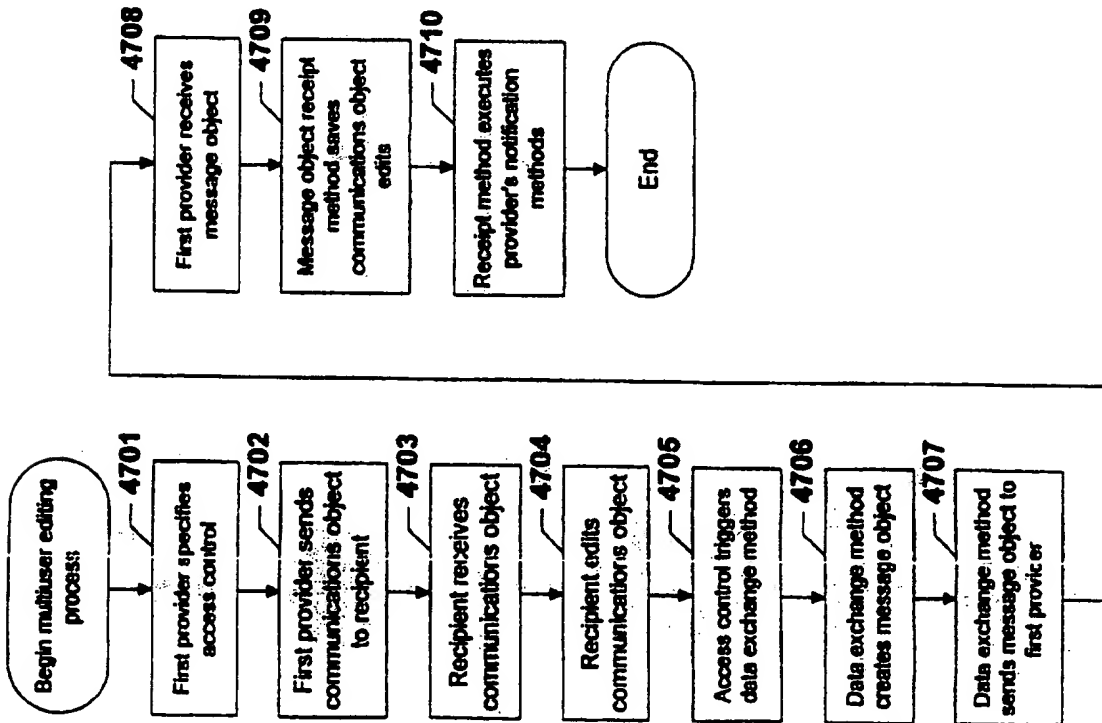 Begin multiuser editing
process
4701
First provider specifies
access control
4702
First provider sends
communications object
to recipient
4703
Recipient receives
communications object
4704
Recipient edits
communications object
4705
Access control triggers
data exchange method
4706
Data exchange method
creates message object
4707
Data exchange method
sends message object to
first provider
4708
First provider receives
message object
4709
Message object receipt
method saves
communications object
edits
4710
Receipt method executes
provider's notification
methods
End